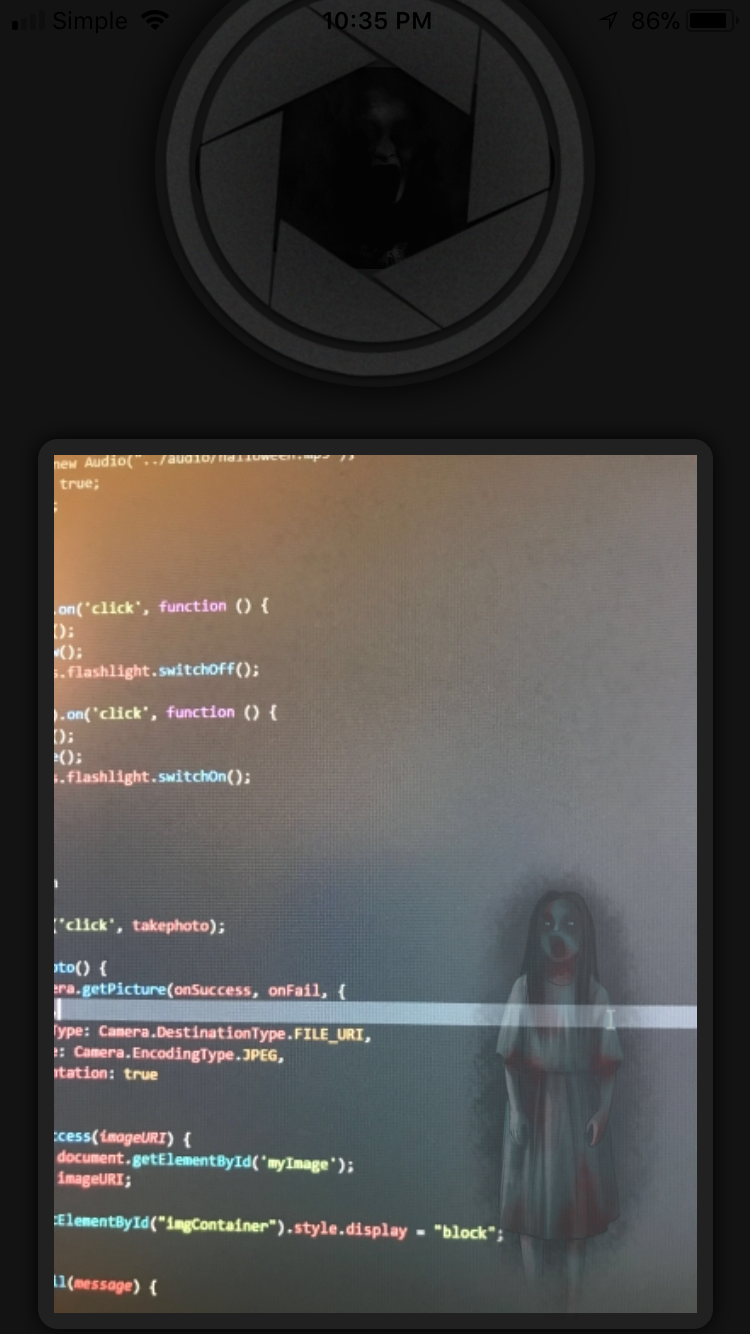 Simple 10:35 PM 86%
new Audio("../audio/halloween.mp3");
true;
;
.on('click', function () {
();
w();
s.flashlight.switchOff();
).on('click', function () {
();
e();
s.flashlight.switchOn();
('click', takephoto);
oto() {
era.getPicture(onSuccess, onFail, {
Type: Camera.DestinationType.FILE_URI,
e: Camera.EncodingType.JPEG,
ntation: true
ccess(imageURI) {
document.getElementById('myImage');
imageURI;
tElementById("imgContainer").style.display = "block";
il(message) {